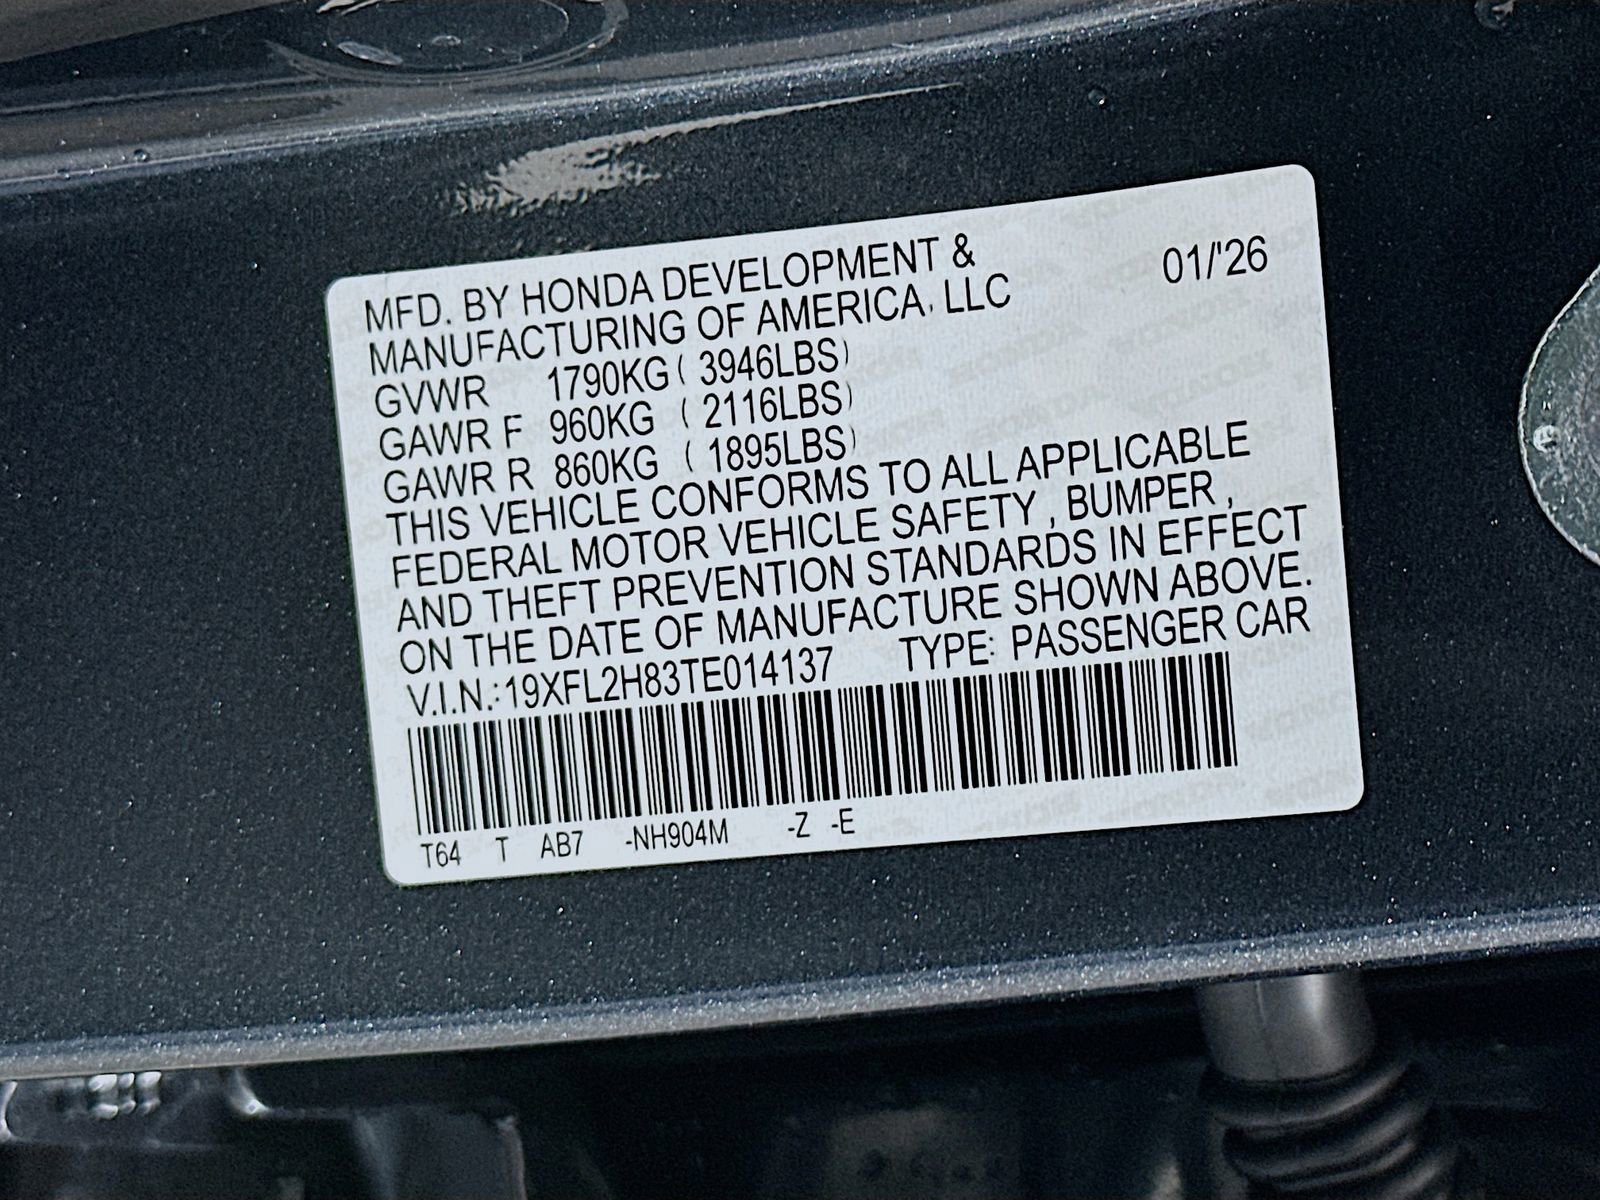 MFD. BY HONDA DEVELOPMENT & 01/'26
MANUFACTURING OF AMERICA, LLC
GVWR 1790KG ( 3946LBS)
GAWR F 960KG ( 2116LBS)
GAWR R 860KG ( 1895LBS)
THIS VEHICLE CONFORMS TO ALL APPLICABLE
FEDERAL MOTOR VEHICLE SAFETY , BUMPER ,
AND THEFT PREVENTION STANDARDS IN EFFECT
ON THE DATE OF MANUFACTURE SHOWN ABOVE.
V.I.N.:19XFL2H83TE014137 TYPE: PASSENGER CAR
T64 T AB7 -NH904M -Z -E